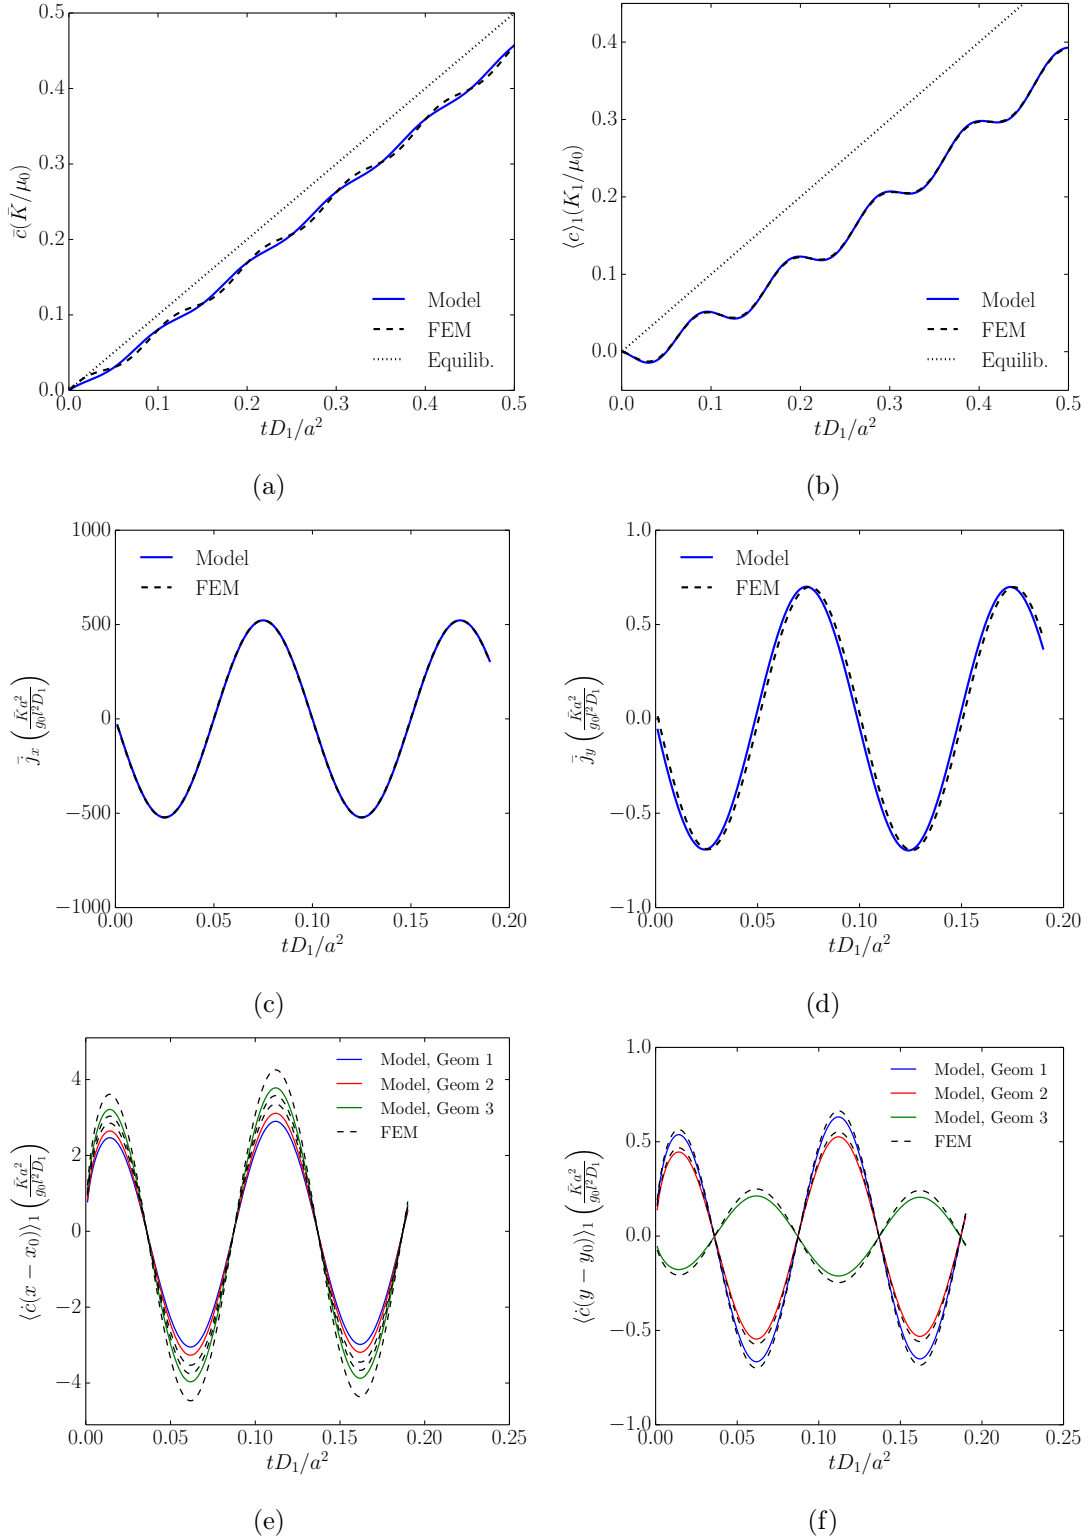 0.5
0.4
0.3
0.2
0.1
0.0
c̄(K̄/μ₀)
Model
FEM
Equilib.
0.0 0.1 0.2 0.3 0.4 0.5
tD₁/a²
(a)
0.4
0.3
0.2
0.1
0.0
⟨c⟩₁(K₁/μ₀)
Model
FEM
Equilib.
0.0 0.1 0.2 0.3 0.4 0.5
tD₁/a²
(b)
1000
500
0
−500
−1000
j̄ₓ (K̄a²/g₀l²D₁)
Model
FEM
0.00 0.05 0.10 0.15 0.20
tD₁/a²
(c)
1.0
0.5
0.0
−0.5
−1.0
j̄_y (K̄a²/g₀l²D₁)
Model
FEM
0.00 0.05 0.10 0.15 0.20
tD₁/a²
(d)
4
2
0
−2
−4
⟨ċ(x − x₀)⟩₁ (K̄a²/g₀l²D₁)
Model, Geom 1
Model, Geom 2
Model, Geom 3
FEM
0.00 0.05 0.10 0.15 0.20 0.25
tD₁/a²
(e)
1.0
0.5
0.0
−0.5
−1.0
⟨ċ(y − y₀)⟩₁ (K̄a²/g₀l²D₁)
Model, Geom 1
Model, Geom 2
Model, Geom 3
FEM
0.00 0.05 0.10 0.15 0.20 0.25
tD₁/a²
(f)